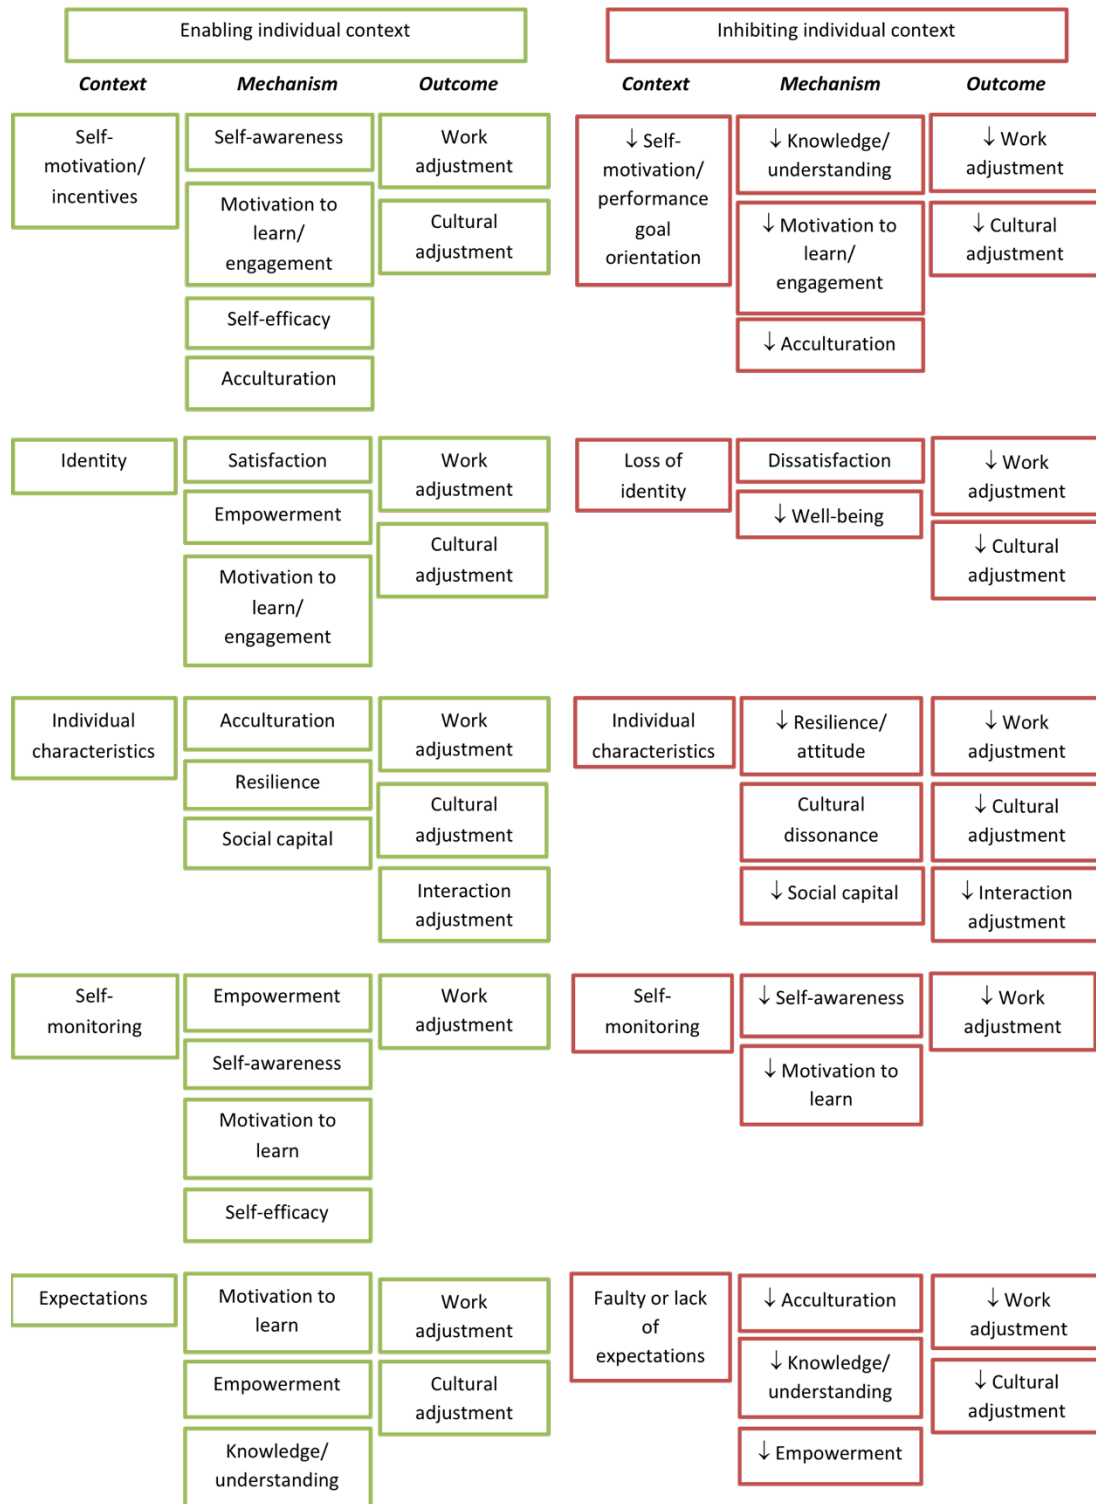 Enabling individual context
Inhibiting individual context
Context
Mechanism
Outcome
Context
Mechanism
Outcome
Self-
motivation/
incentives
Self-awareness
Motivation to
learn/
engagement
Self-efficacy
Acculturation
Work
adjustment
Cultural
adjustment
↓ Self-
motivation/
performance
goal
orientation
↓ Knowledge/
understanding
↓ Motivation to
learn/
engagement
↓ Acculturation
↓ Work
adjustment
↓ Cultural
adjustment
Identity
Satisfaction
Empowerment
Motivation to
learn/
engagement
Work
adjustment
Cultural
adjustment
Loss of
identity
Dissatisfaction
↓ Well-being
↓ Work
adjustment
↓ Cultural
adjustment
Individual
characteristics
Acculturation
Resilience
Social capital
Work
adjustment
Cultural
adjustment
Interaction
adjustment
Individual
characteristics
↓ Resilience/
attitude
Cultural
dissonance
↓ Social capital
↓ Work
adjustment
↓ Cultural
adjustment
↓ Interaction
adjustment
Self-
monitoring
Empowerment
Self-awareness
Motivation to
learn
Self-efficacy
Work
adjustment
Self-
monitoring
↓ Self-awareness
↓ Motivation to
learn
↓ Work
adjustment
Expectations
Motivation to
learn
Empowerment
Knowledge/
understanding
Work
adjustment
Cultural
adjustment
Faulty or lack
of
expectations
↓ Acculturation
↓ Knowledge/
understanding
↓ Empowerment
↓ Work
adjustment
↓ Cultural
adjustment